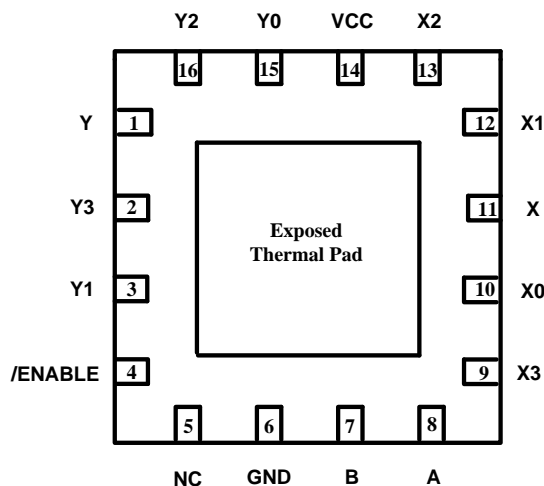 Y2 Y0 VCC X2
16 15 14 13
Y 1 12 X1
Y3 2 11 X
Exposed
Thermal Pad
Y1 3 10 X0
/ENABLE 4 9 X3
5 6 7 8
NC GND B A